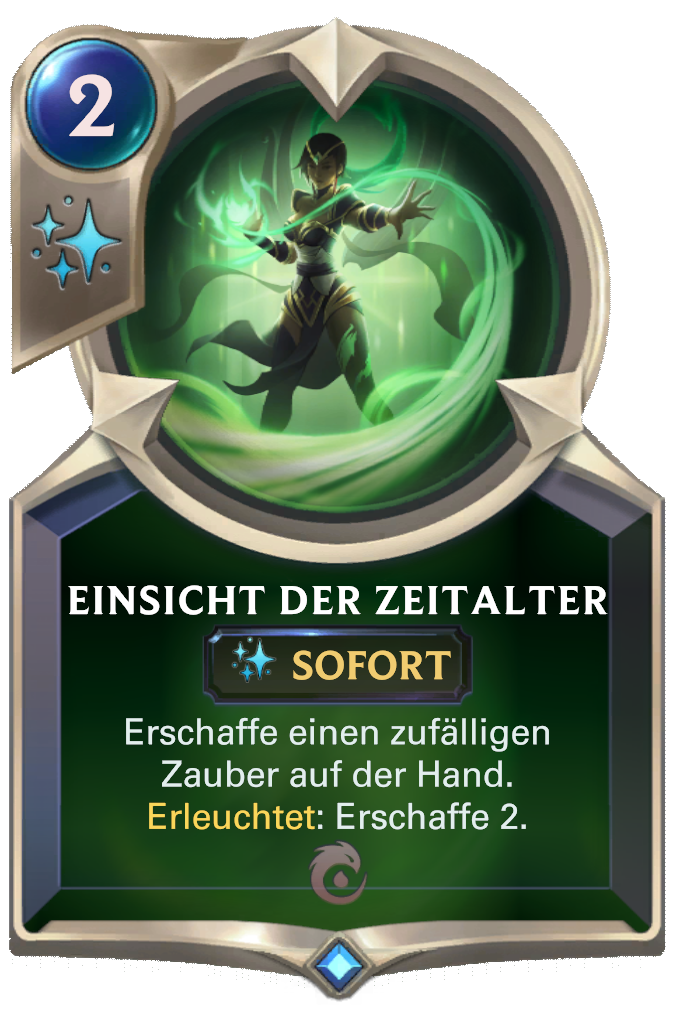 2
EINSICHT DER ZEITALTER
SOFORT
Erschaffe einen zufälligen
Zauber auf der Hand.
Erleuchtet: Erschaffe 2.